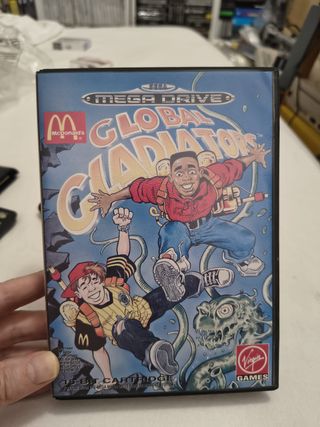 SEGA
MEGA DRIVE
McDonald's
GLOBAL
GLADIATORS
M
16-BIT CARTRIDGE
Virgin
GAMES